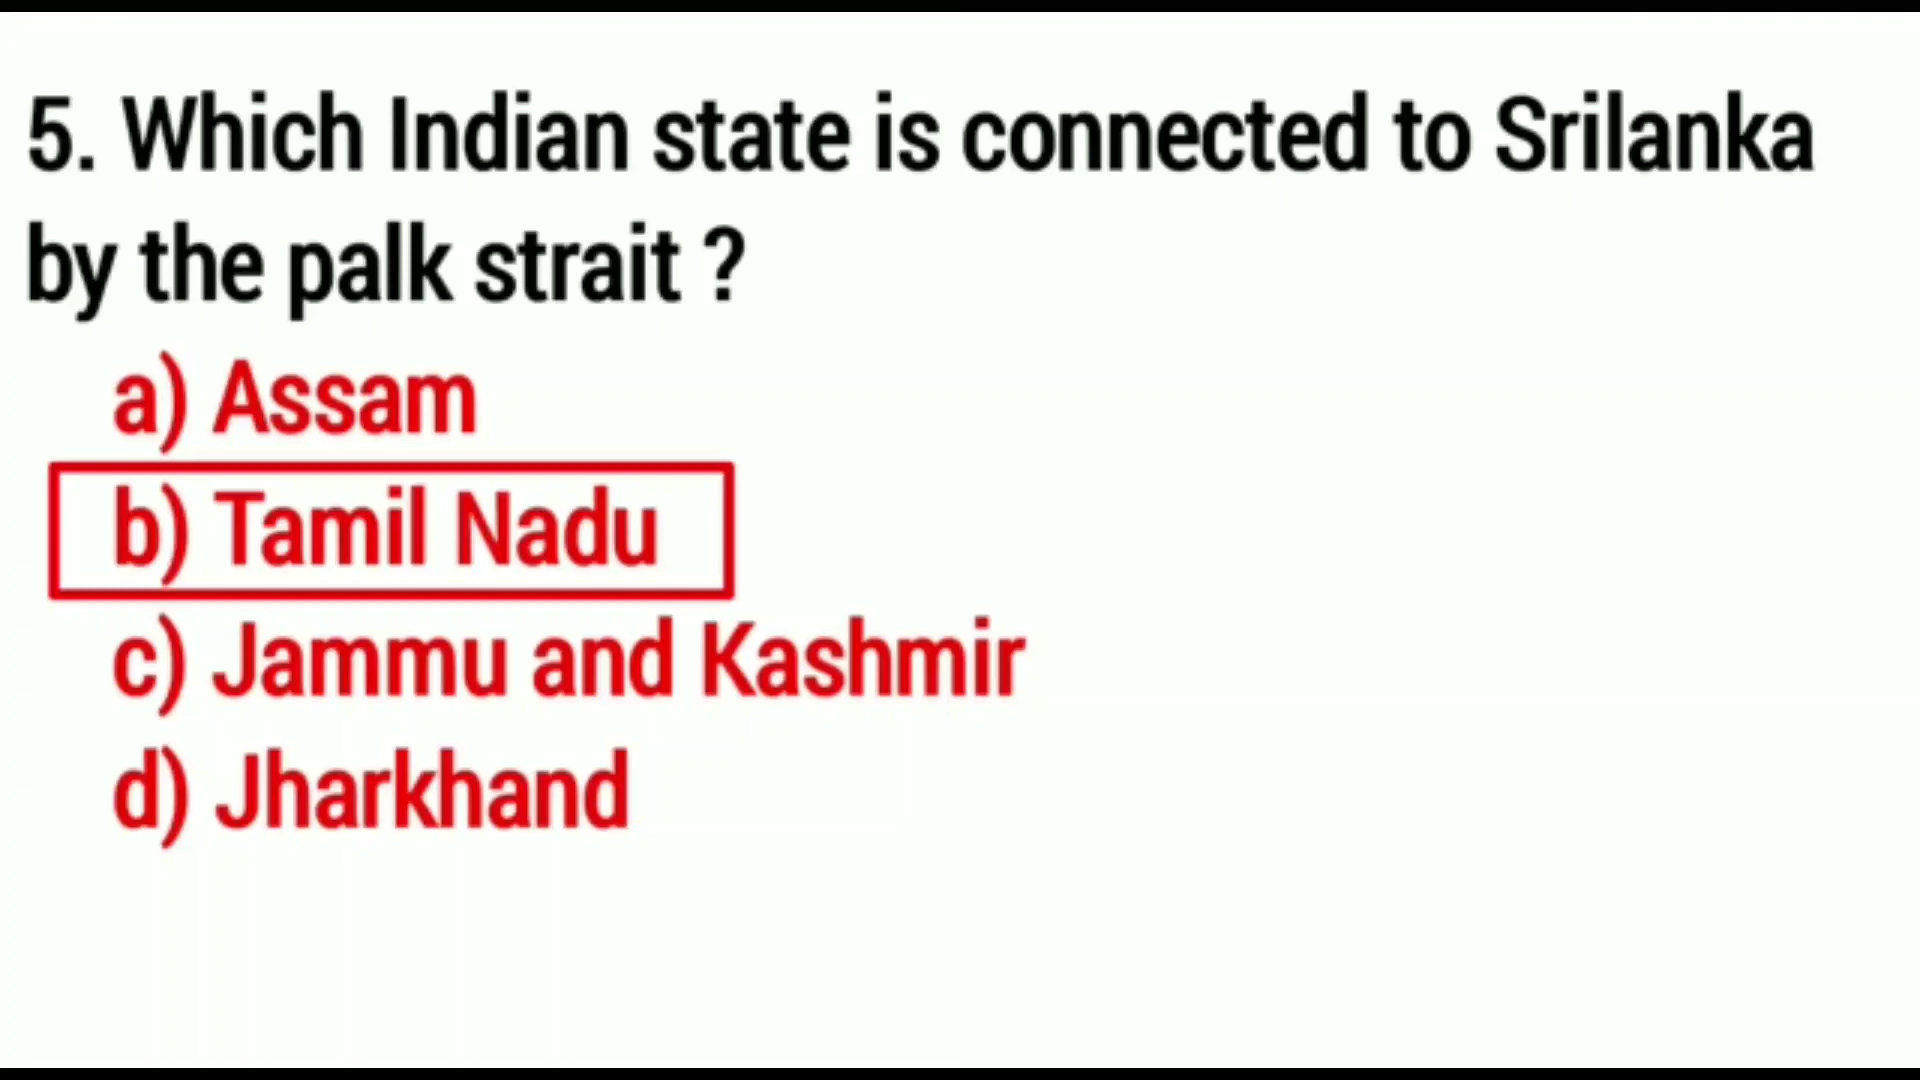 5. Which Indian state is connected to Srilanka
by the palk strait ?
a) Assam
b) Tamil Nadu
c) Jammu and Kashmir
d) Jharkhand